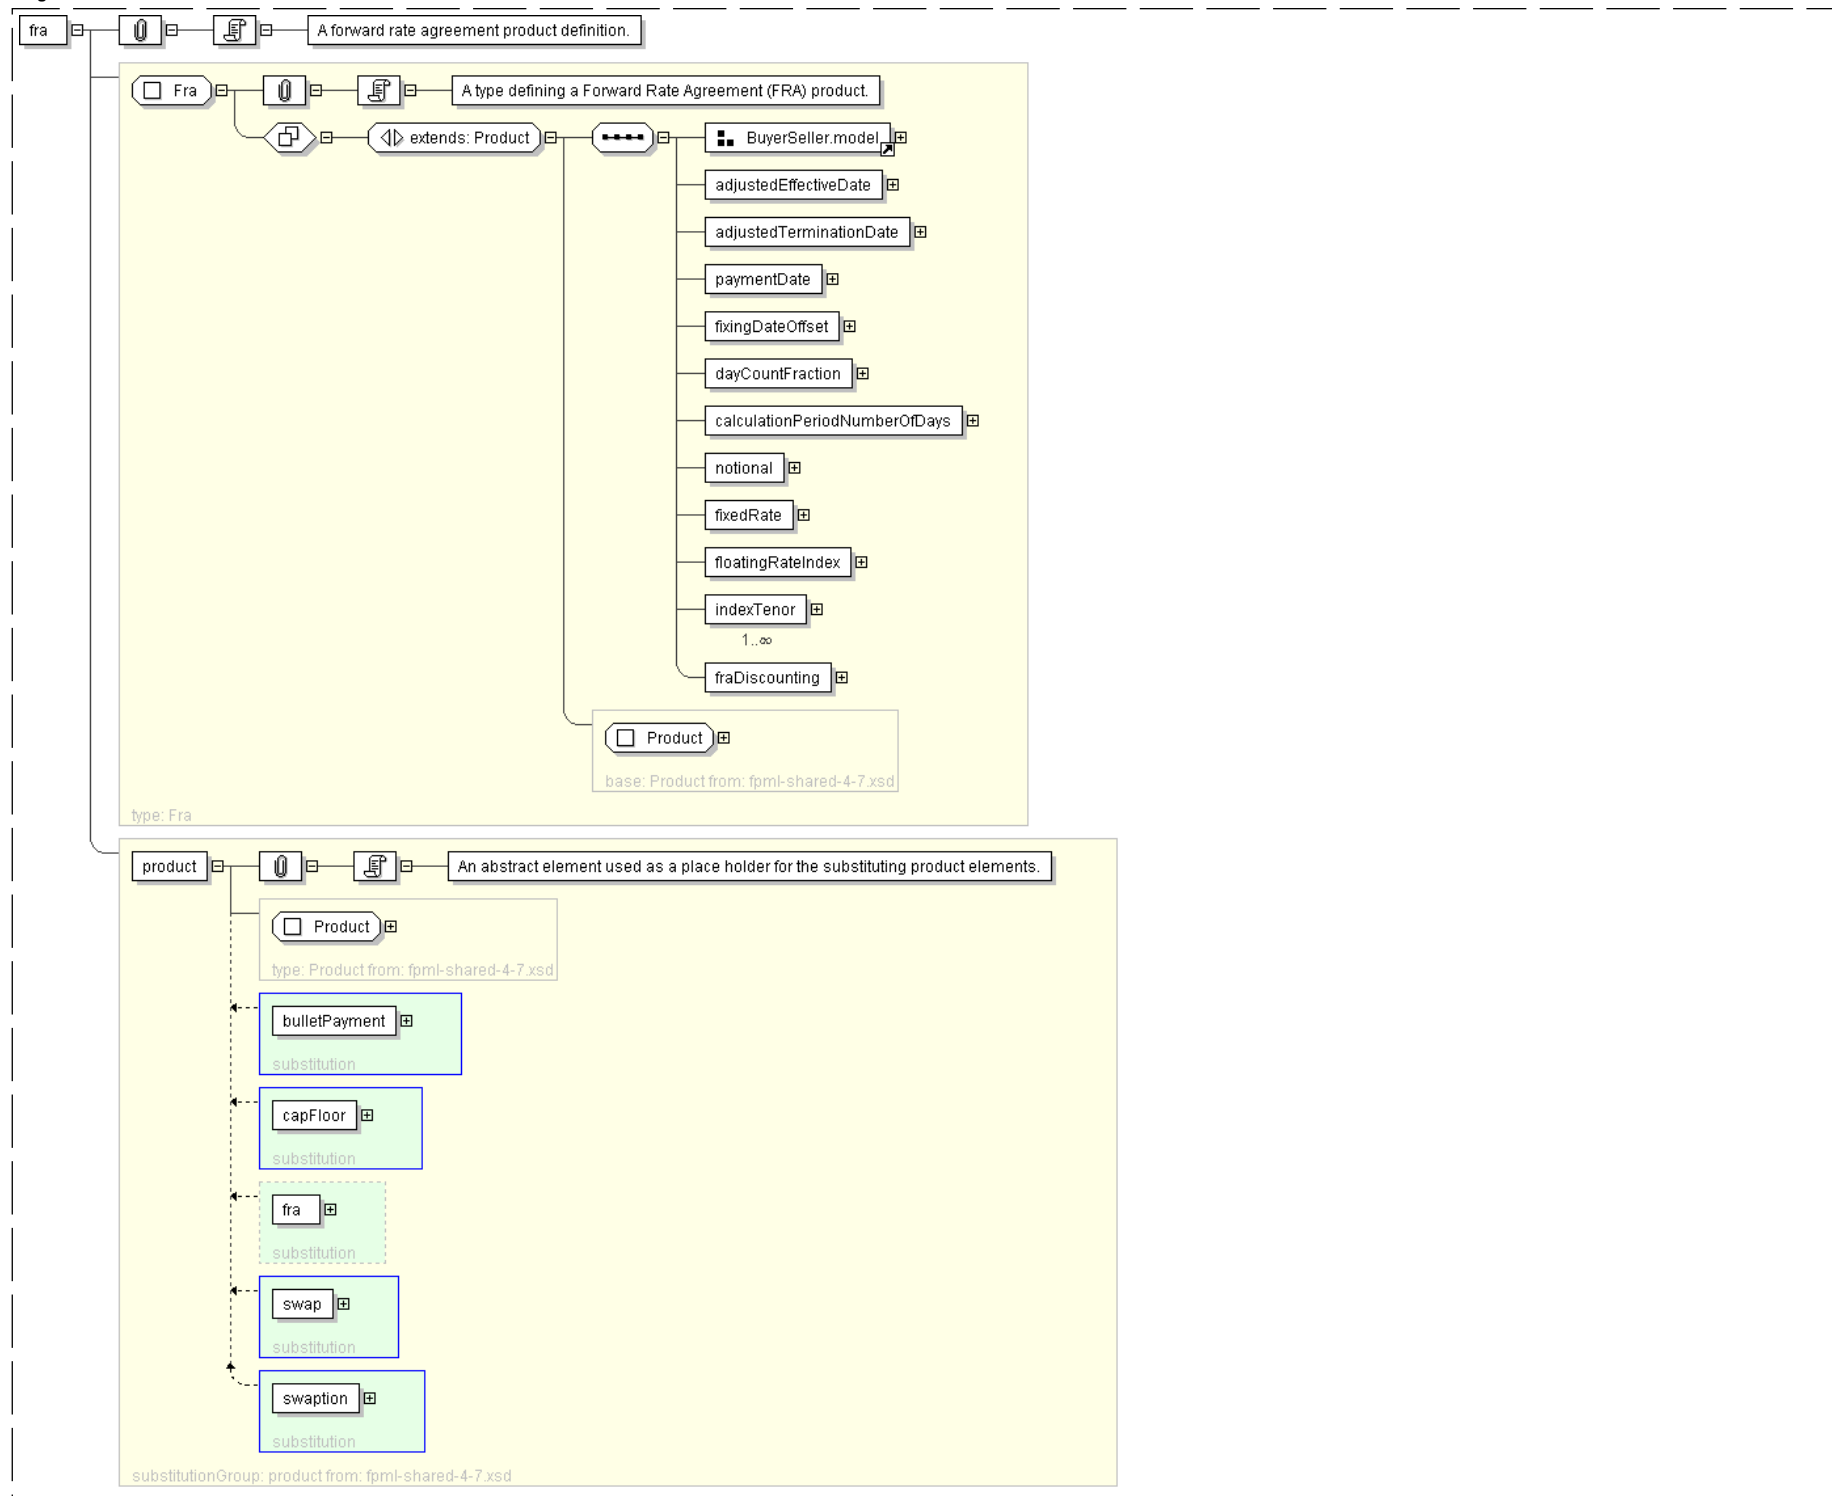 fra
A forward rate agreement product definition.
Fra
A type defining a Forward Rate Agreement (FRA) product.
extends: Product
BuyerSeller.model
adjustedEffectiveDate
adjustedTerminationDate
paymentDate
fixingDateOffset
dayCountFraction
calculationPeriodNumberOfDays
notional
fixedRate
floatingRateIndex
indexTenor
1..∞
fraDiscounting
Product
base: Product from: fpml-shared-4-7.xsd
type: Fra
product
An abstract element used as a place holder for the substituting product elements.
Product
type: Product from: fpml-shared-4-7.xsd
bulletPayment
substitution
capFloor
substitution
fra
substitution
swap
substitution
swaption
substitution
substitutionGroup: product from: fpml-shared-4-7.xsd